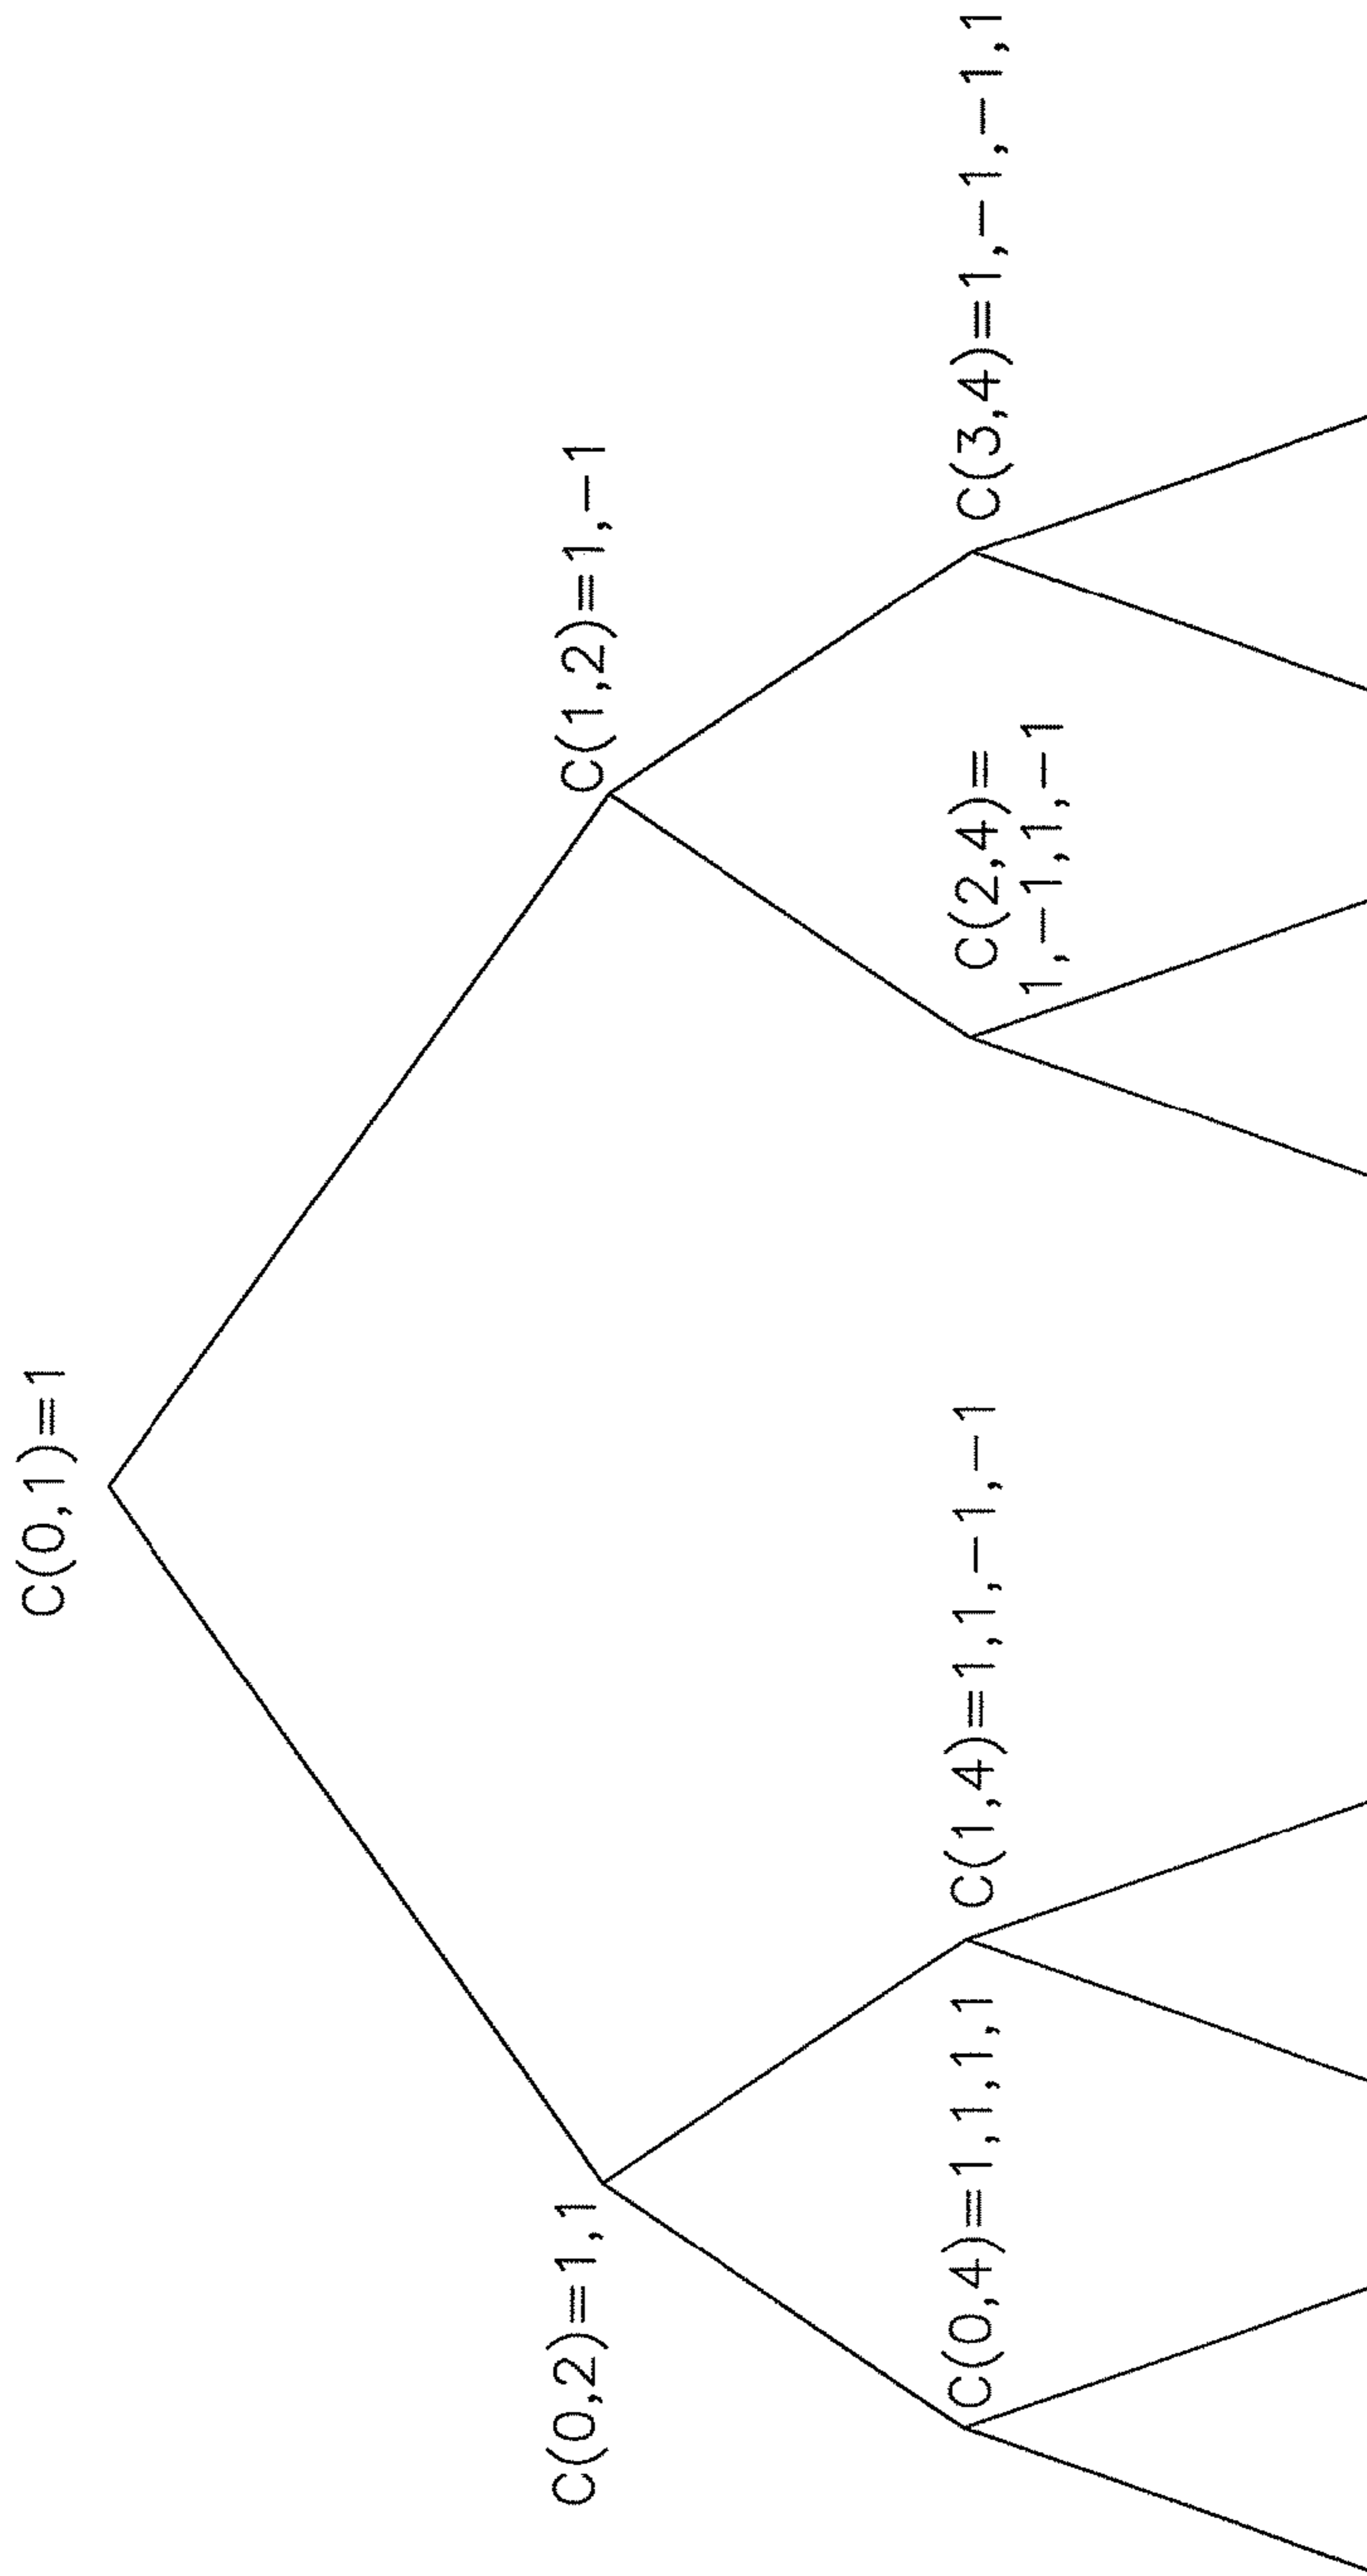 C(0,1)=1
C(0,2)=1,1
C(1,2)=1,-1
C(0,4)=1,1,1,1
C(1,4)=1,1,-1,-1
C(2,4)=
1,-1,1,-1
C(3,4)=1,-1,-1,1